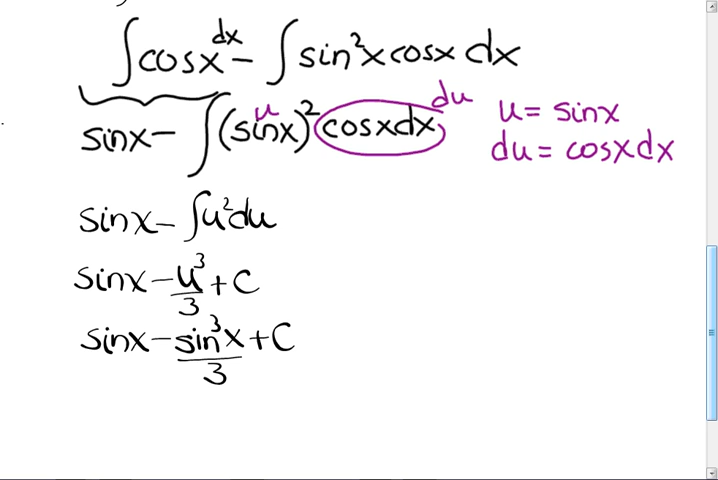 ∫cosx dx − ∫sin²x cosx dx
sinx − ∫(sinx)² cosxdx u du u = sinx
du = cosxdx
sinx − ∫u²du
sinx − u³/3 + C
sinx − sin³x/3 + C